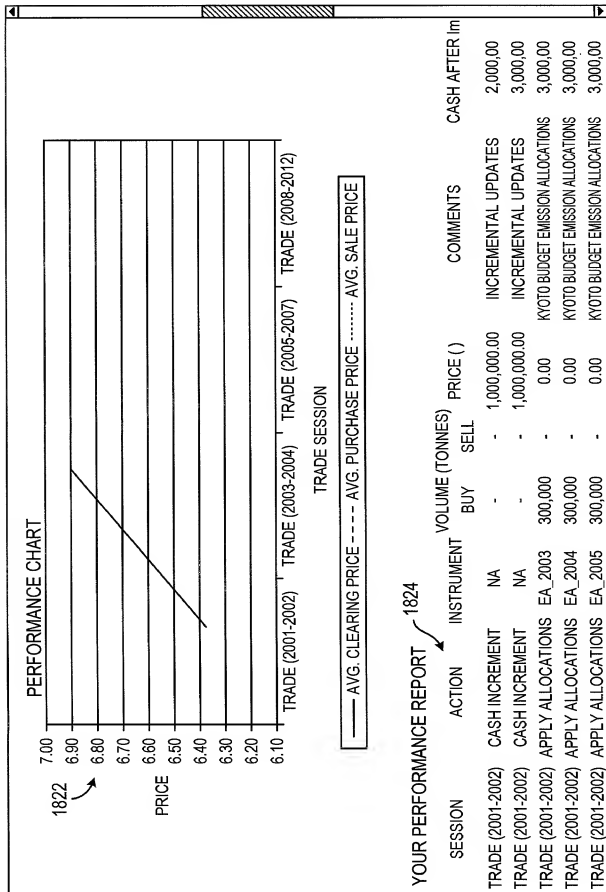 PERFORMANCE CHART
1822
7.00
6.90
6.80
6.70
6.60
6.50
6.40
6.30
6.20
6.10
PRICE
TRADE (2001-2002) TRADE (2003-2004) TRADE (2005-2007) TRADE (2008-2012)
TRADE SESSION
AVG. CLEARING PRICE AVG. PURCHASE PRICE AVG. SALE PRICE
YOUR PERFORMANCE REPORT 1824
VOLUME (TONNES)
SESSION ACTION INSTRUMENT BUY SELL PRICE () COMMENTS CASH AFTER Im
TRADE (2001-2002) CASH INCREMENT NA - - 1,000,000.00 INCREMENTAL UPDATES 2,000,00
TRADE (2001-2002) CASH INCREMENT NA - - 1,000,000.00 INCREMENTAL UPDATES 3,000,00
TRADE (2001-2002) APPLY ALLOCATIONS EA_2003 300,000 - 0.00 KYOTO BUDGET EMISSION ALLOCATIONS 3,000,00
TRADE (2001-2002) APPLY ALLOCATIONS EA_2004 300,000 - 0.00 KYOTO BUDGET EMISSION ALLOCATIONS 3,000,00
TRADE (2001-2002) APPLY ALLOCATIONS EA_2005 300,000 - 0.00 KYOTO BUDGET EMISSION ALLOCATIONS 3,000,00